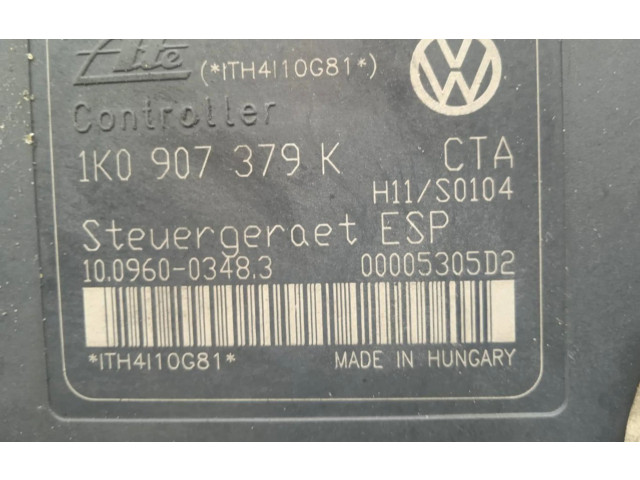 Ate (*ITH4I10G81*)
Controller
1K0 907 379 K CTA
H11/S0104
Steuergeraet ESP
10.0960-0348.3 00005305D2
*ITH4I10G81* MADE IN HUNGARY